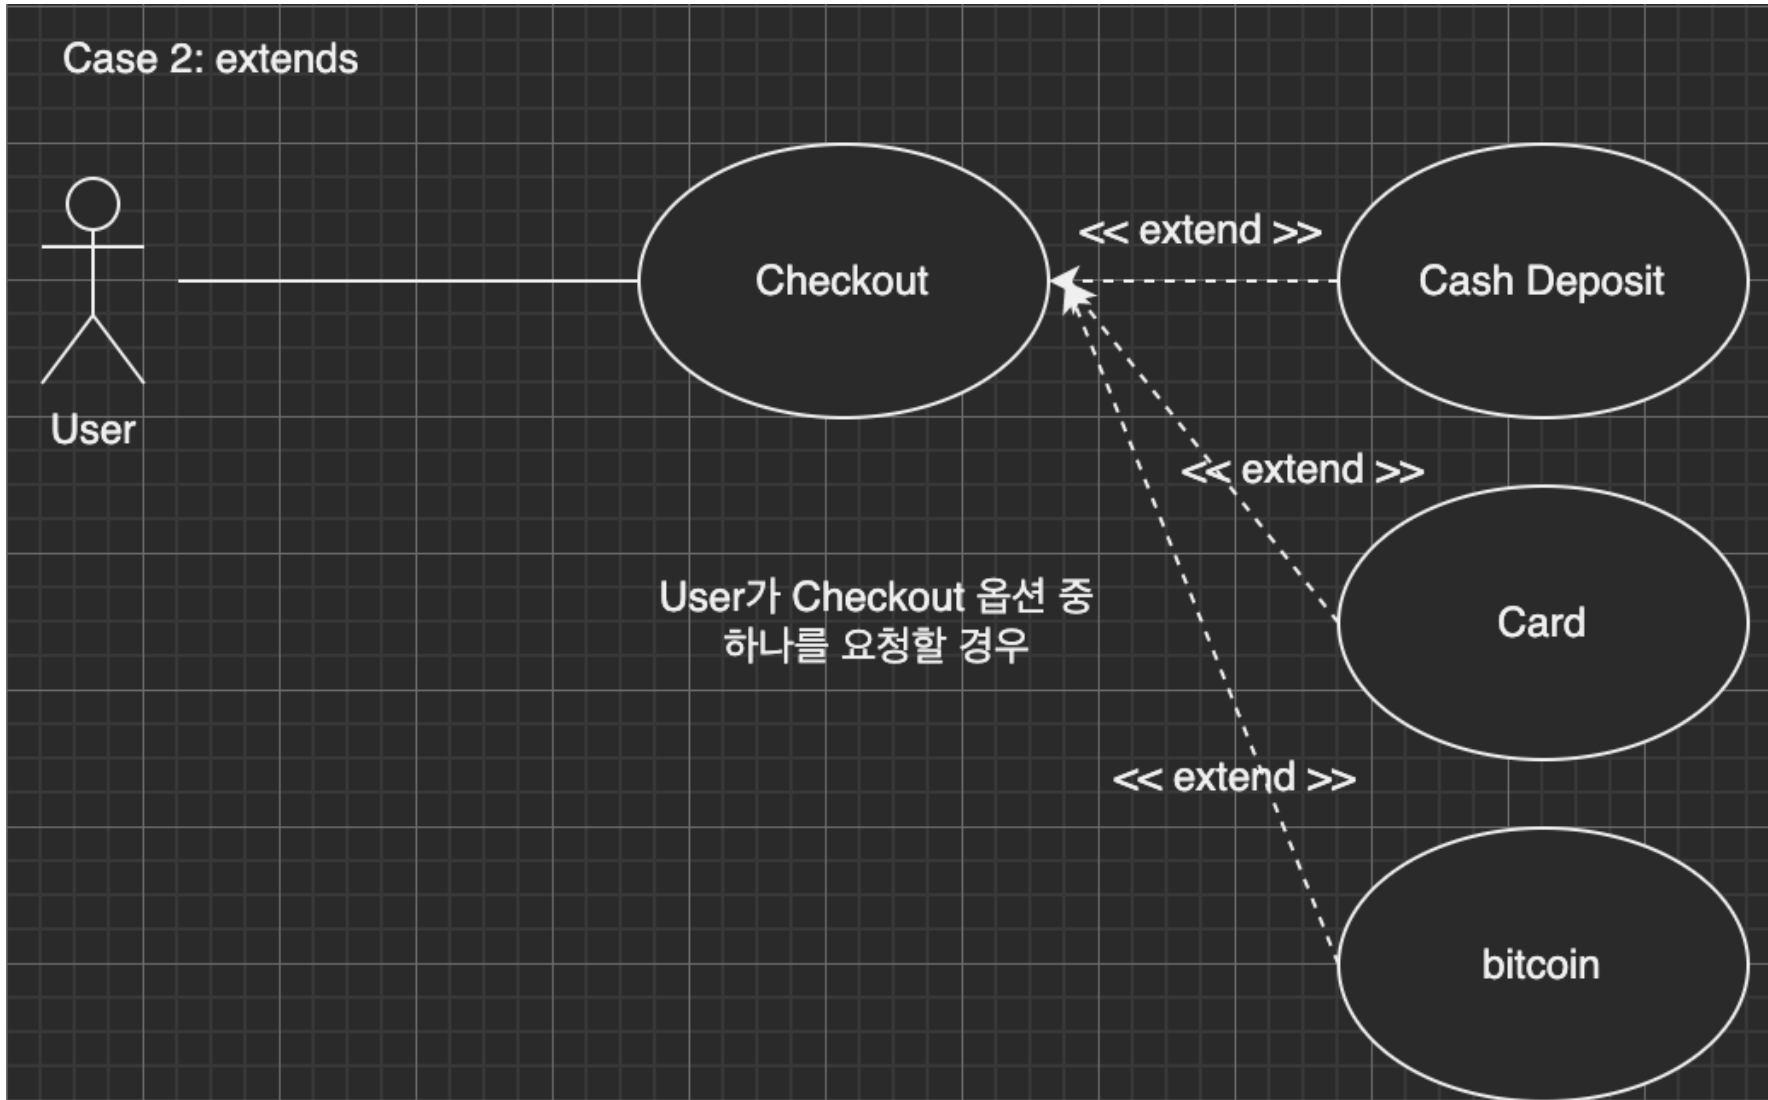 Case 2: extends
<< extend >>
Checkout
Cash Deposit
User
<< extend >>
User가 Checkout 옵션 중
하나를 요청할 경우
Card
<< extend >>
bitcoin